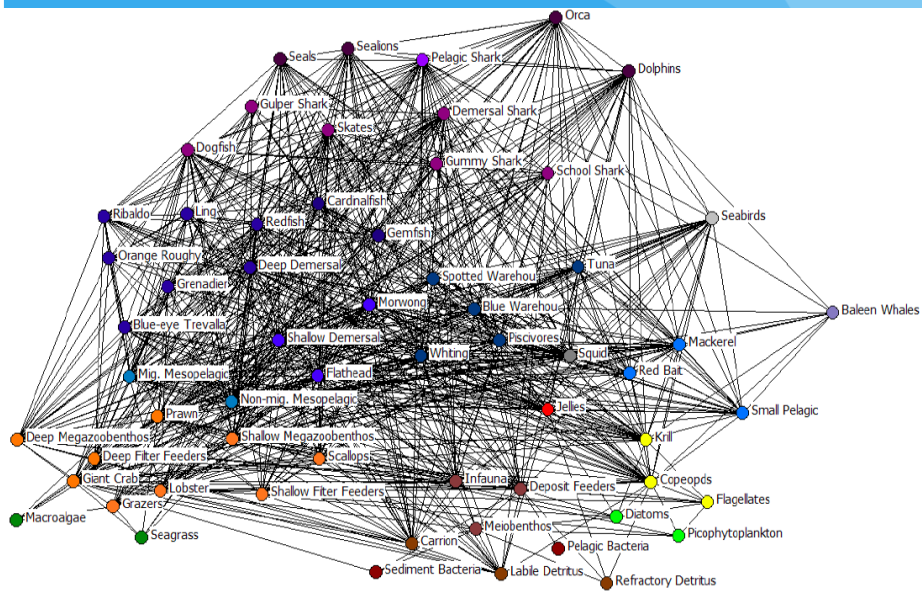 Orca
Sealions
Seals
Pelagic Shark
Dolphins
Gulper Shark
Demersal Shark
Skates
Dogfish
Gummy Shark
School Shark
Cardnalfish
Ribaldo
Ling
Redfish
Seabirds
Gemfish
Orange Roughy
Deep Demersal
Tuna
Spotted Warehou
Grenadier
Morwong
Blue Warehou
Baleen Whales
Blue-eye Trevalla
Shallow Demersal
Piscivores
Mackerel
Whiting
Squid
Mig. Mesopelagic
Flathead
Red Bait
Non-mig. Mesopelagic
Jellies
Small Pelagic
Prawn
Deep Megazoobenthos
Shallow Megazoobenthos
Krill
Deep Filter Feeders
Scallops
Giant Crab
Infauna
Copeopds
Lobster
Shallow Fliter Feeders
Deposit Feeders
Grazers
Flagellates
Macroalgae
Diatoms
Meiobenthos
Seagrass
Picophytoplankton
Carrion
Pelagic Bacteria
Sediment Bacteria
Labile Detritus
Refractory Detritus